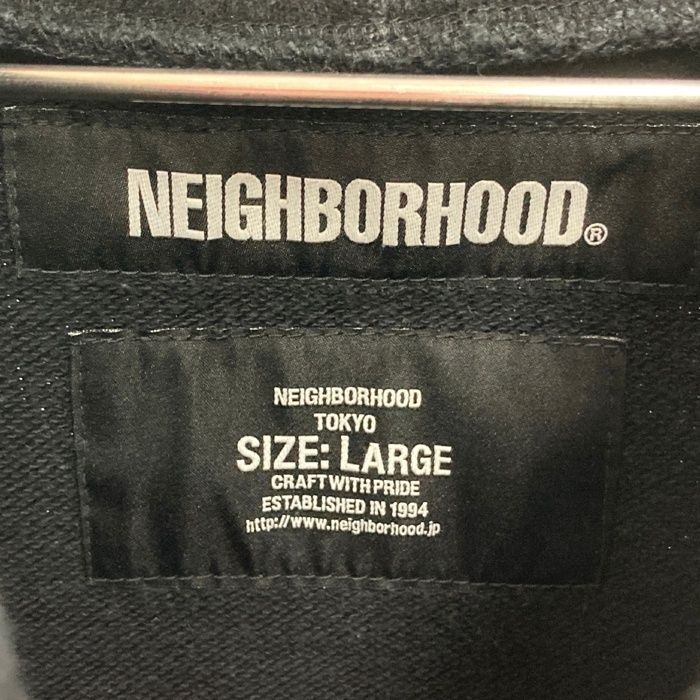 NEIGHBORHOOD®
NEIGHBORHOOD
TOKYO
SIZE: LARGE
CRAFT WITH PRIDE
ESTABLISHED IN 1994
http://www.neighborhood.jp